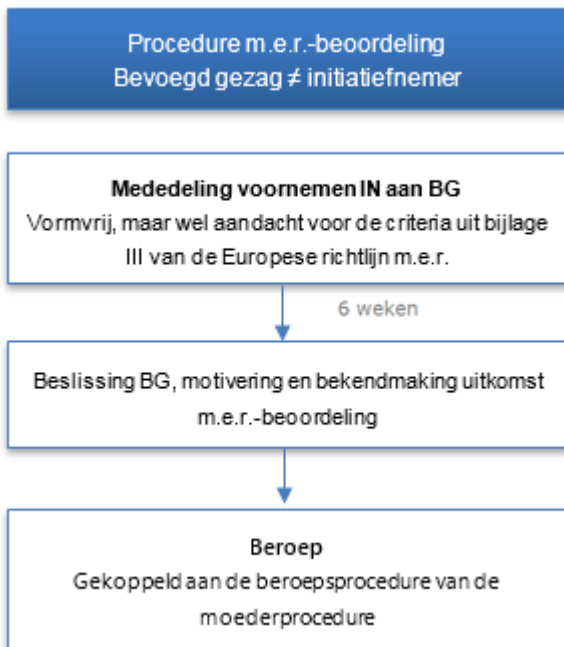 Procedure m.e.r.-beoordeling
Bevoegd gezag ≠ initiatiefnemer
Mededeling voornemen IN aan BG
Vormvrij, maar wel aandacht voor de criteria uit bijlage
III van de Europese richtlijn m.e.r.
6 weken
Beslissing BG, motivering en bekendmaking uitkomst
m.e.r.-beoordeling
Beroep
Gekoppeld aan de beroepsprocedure van de
moederprocedure